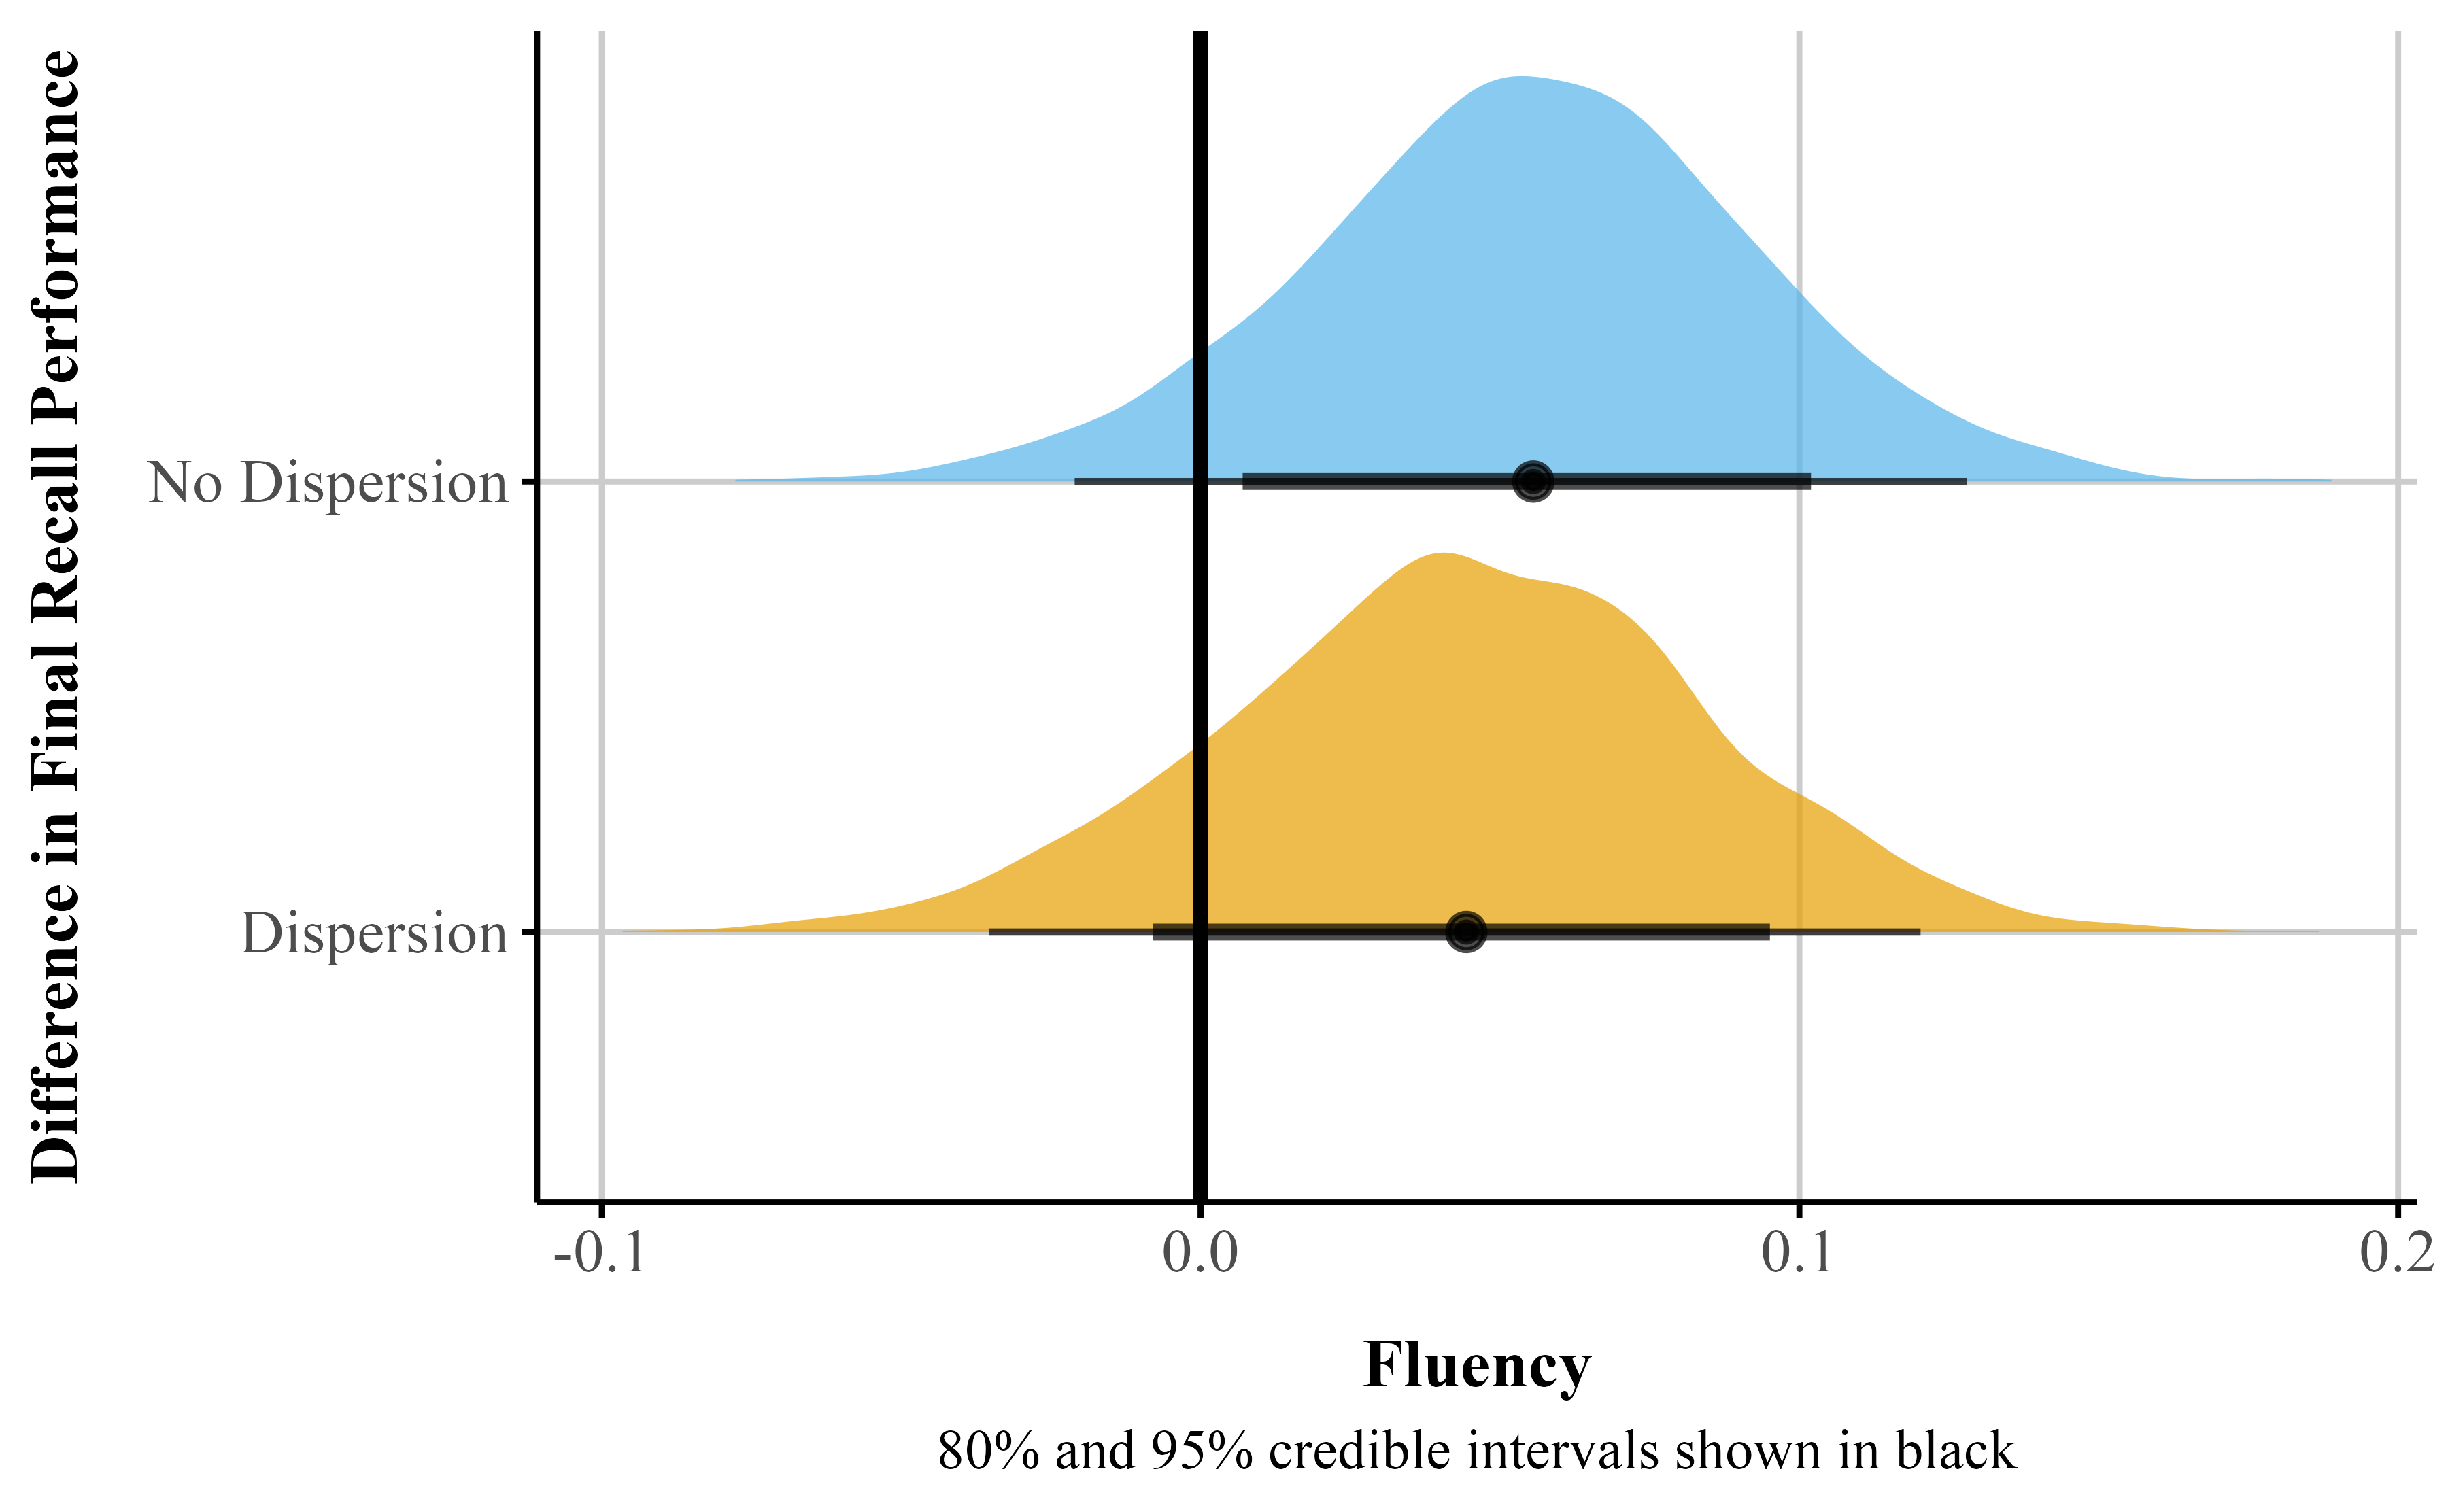 Difference in Final Recall Performance
No Dispersion
Dispersion
-0.1
0.0
0.1
0.2
Fluency
80% and 95% credible intervals shown in black